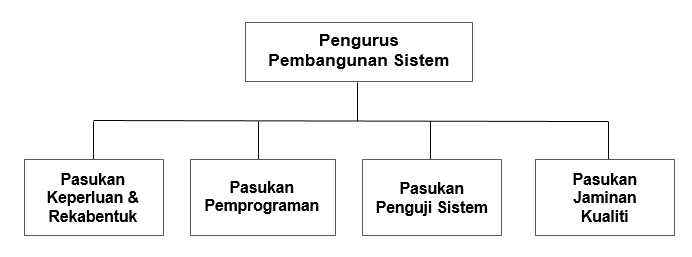 Pengurus
Pembangunan Sistem
Pasukan
Keperluan &
Rekabentuk
Pasukan
Pemprograman
Pasukan
Penguji Sistem
Pasukan
Jaminan
Kualiti